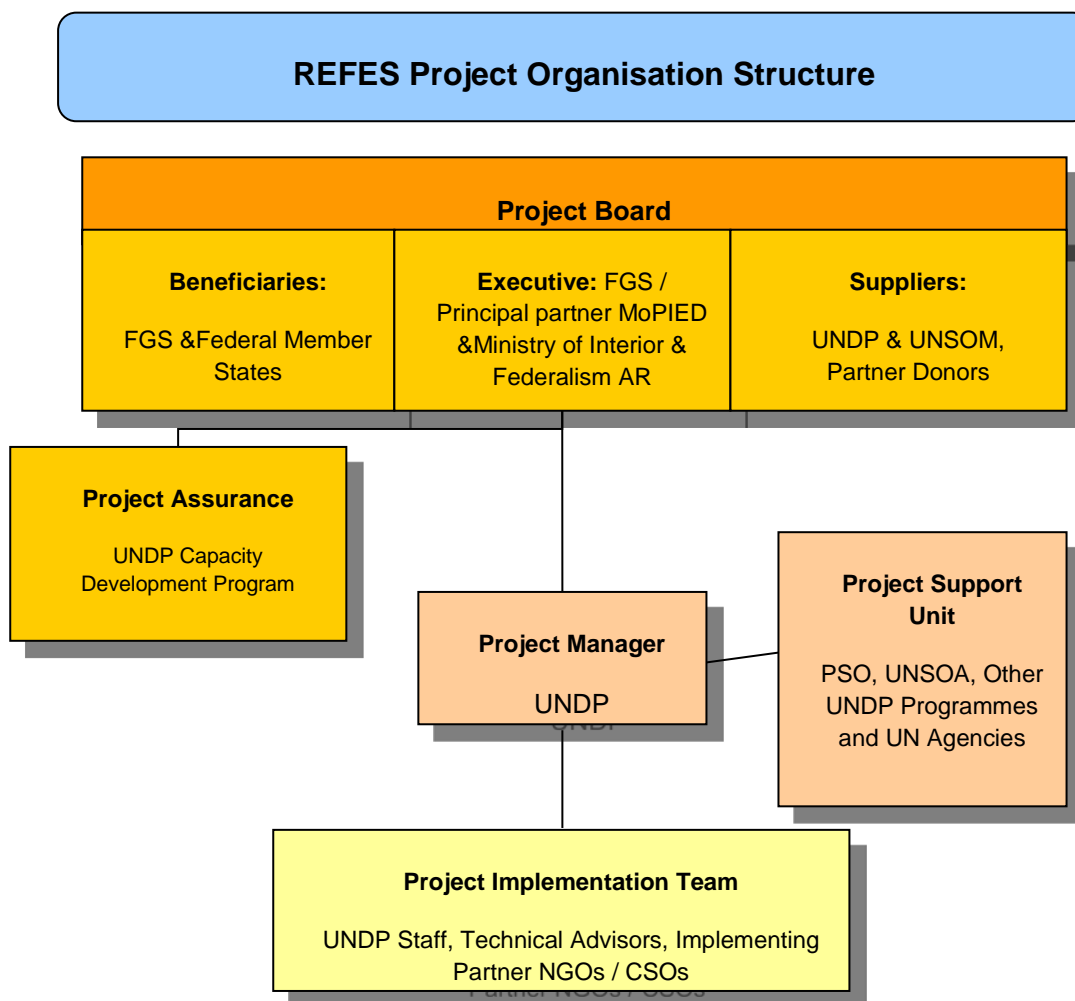 REFES Project Organisation Structure
Project Board
Beneficiaries:
FGS &Federal Member
States
Executive: FGS /
Principal partner MoPIED
&Ministry of Interior &
Federalism AR
Suppliers:
UNDP & UNSOM,
Partner Donors
Project Assurance
UNDP Capacity
Development Program
Project Manager
UNDP
Project Support
Unit
PSO, UNSOA, Other
UNDP Programmes
and UN Agencies
Project Implementation Team
UNDP Staff, Technical Advisors, Implementing
Partner NGOs / CSOs